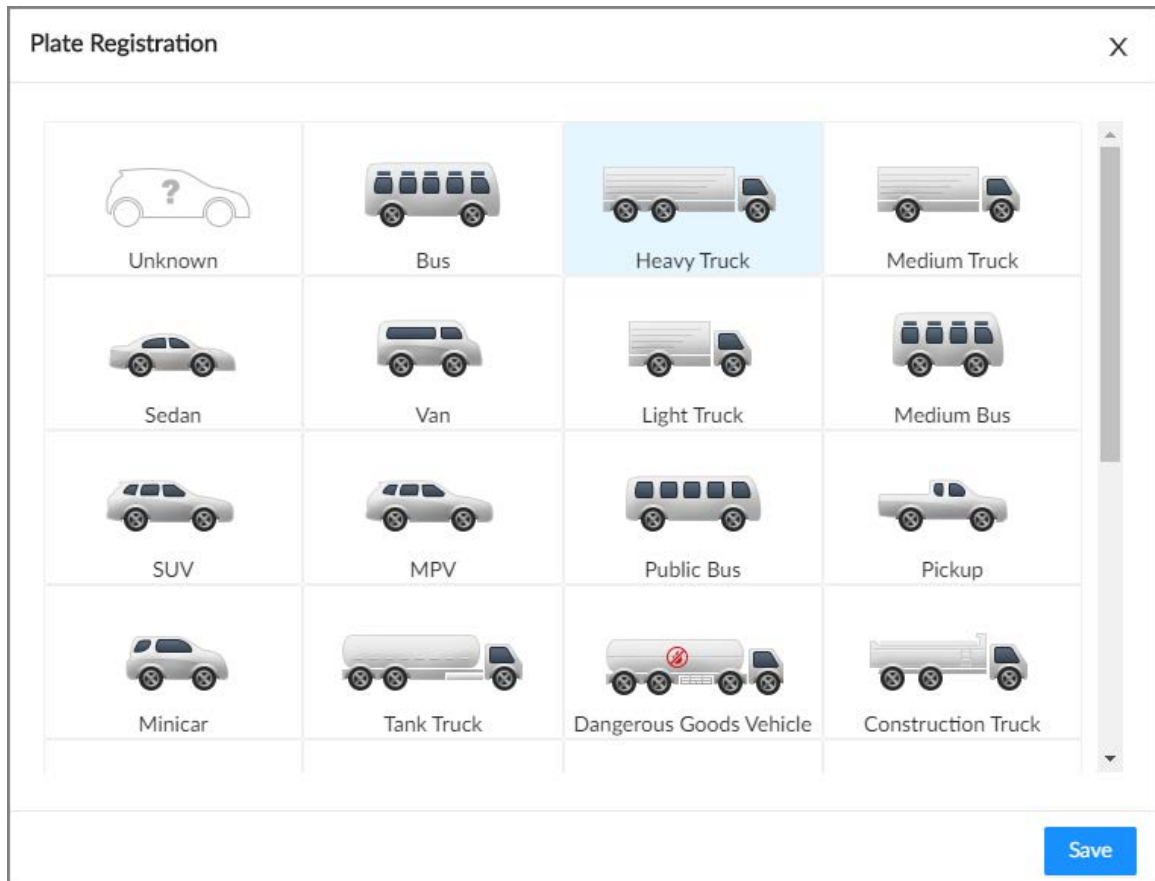 Plate Registration X
?
Unknown Bus Heavy Truck Medium Truck
Sedan Van Light Truck Medium Bus
SUV MPV Public Bus Pickup
Minicar Tank Truck Dangerous Goods Vehicle Construction Truck
Save